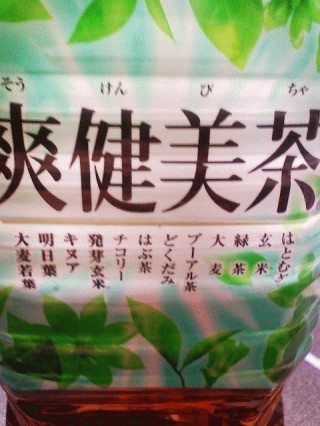 そう けん び ちゃ
爽健美茶
はとむぎ
玄米
緑茶
大麦
プーアル茶
どくだみ
はぶ茶
チコリー
発芽玄米
キヌア
明日葉
大麦若葉